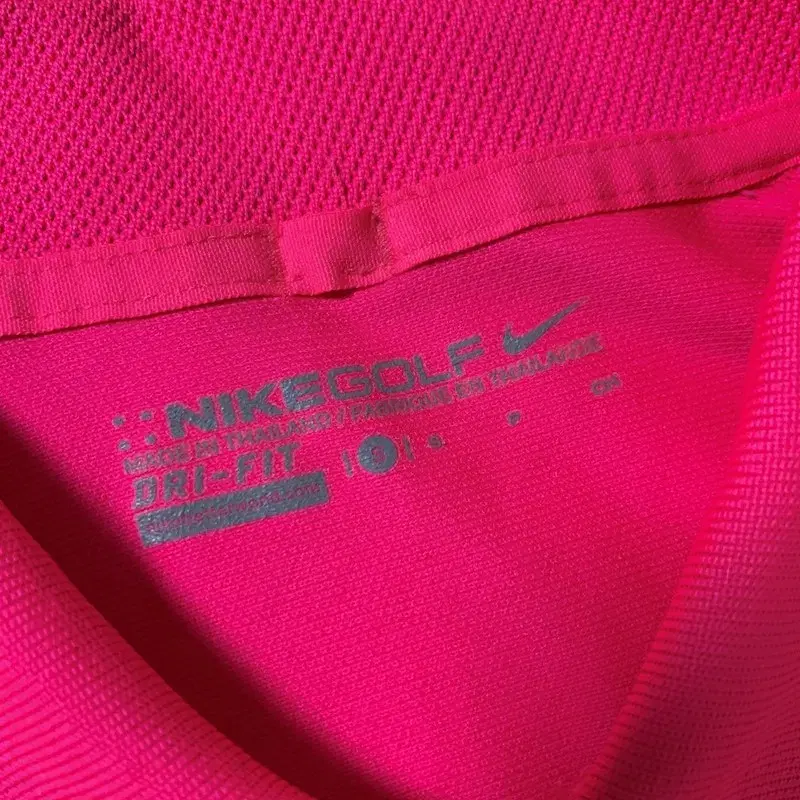 NIKEGOLF
MADE IN THAILAND / FABRIQUE EN THAILANDE
DRI-FIT